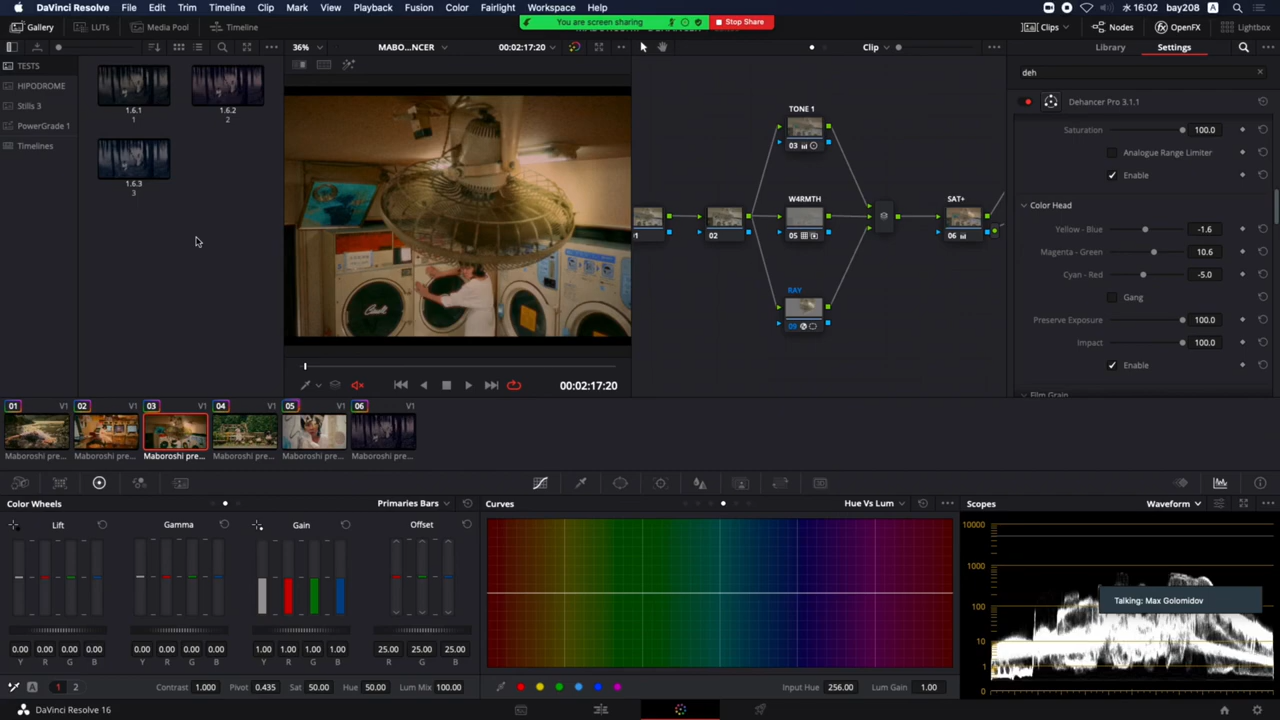 DaVinci Resolve File Edit Trim Timeline Clip Mark View Playback Fusion Color Fairlight Workspace Help
水 16:02 bay208 A
You are screen sharing Stop Share
Gallery LUTs Media Pool Timeline
Clips Nodes OpenFX Lightbox
36% MABO...NCER 00:02:17:20 Clip Library Settings
TESTS
HIPODROME
Stills 3
PowerGrade 1
Timelines
1.6.1
1
1.6.2
2
1.6.3
3
TONE 1
03
W4RMTH
05
RAY
09
01
02
SAT+
06
deh
Dehancer Pro 3.1.1
Saturation 100.0
Analogue Range Limiter
Enable
Color Head
Yellow - Blue -1.6
Magenta - Green 10.6
Cyan - Red -5.0
Gang
Preserve Exposure 100.0
Impact 100.0
Enable
Film Grain
00:02:17:20
01 V1 02 V1 03 V1 04 V1 05 V1 06 V1
Maboroshi pre... Maboroshi pre... Maboroshi pre... Maboroshi pre... Maboroshi pre... Maboroshi pre...
Color Wheels Primaries Bars
Lift Gamma Gain Offset
0.00 0.00 0.00 0.00 0.00 0.00 0.00 0.00 1.00 1.00 1.00 1.00 25.00 25.00 25.00
Y R G B Y R G B Y R G B R G B
A 1 2 Contrast 1.000 Pivot 0.435 Sat 50.00 Hue 50.00 Lum Mix 100.00
Curves Hue Vs Lum
Input Hue 256.00 Lum Gain 1.00
Scopes Waveform
10000
1000
100
10
1
0
Talking: Max Golomidov
DaVinci Resolve 16